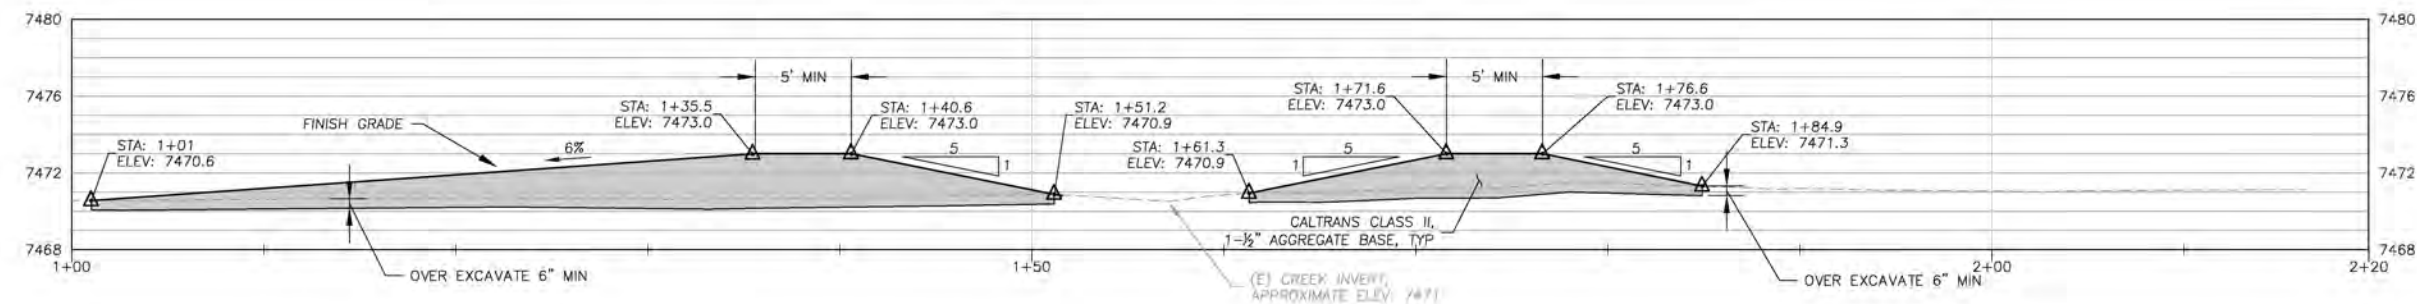 7480
7480
5' MIN
5' MIN
7476
7476
STA: 1+35.5
ELEV: 7473.0
STA: 1+40.6
ELEV: 7473.0
STA: 1+51.2
ELEV: 7470.9
STA: 1+71.6
ELEV: 7473.0
STA: 1+76.6
ELEV: 7473.0
FINISH GRADE
STA: 1+01
ELEV: 7470.6
6%
5
1
STA: 1+61.3
ELEV: 7470.9
1
5
5
1
STA: 1+84.9
ELEV: 7471.3
7472
7472
CALTRANS CLASS II,
1-½" AGGREGATE BASE, TYP
7468
7468
1+00
1+50
2+00
2+20
OVER EXCAVATE 6" MIN
(E) CREEK INVERT,
APPROXIMATE ELEV: 7471
OVER EXCAVATE 6" MIN